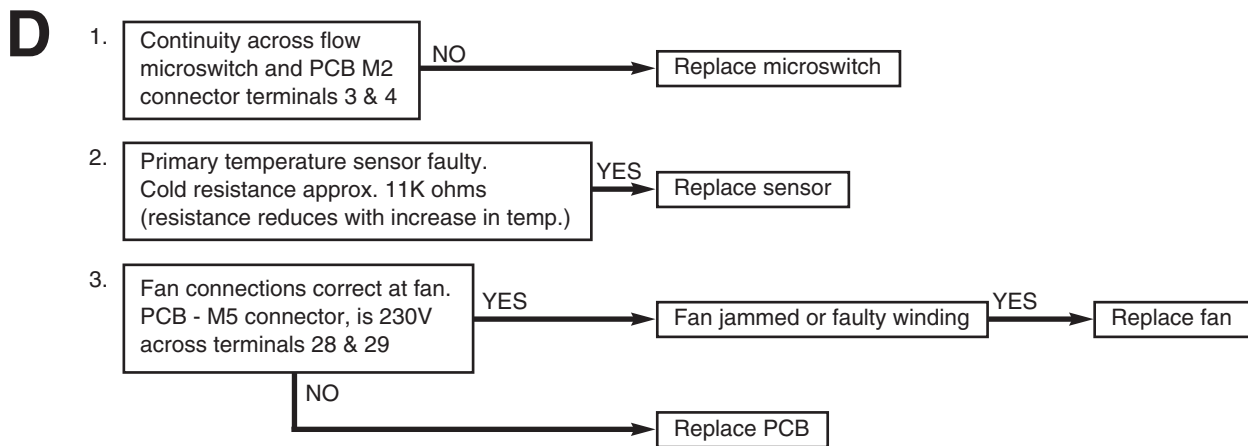 D
1.
Continuity across flow
microswitch and PCB M2
connector terminals 3 & 4
NO
Replace microswitch
2.
Primary temperature sensor faulty.
Cold resistance approx. 11K ohms
(resistance reduces with increase in temp.)
YES
Replace sensor
3.
Fan connections correct at fan.
PCB - M5 connector, is 230V
across terminals 28 & 29
YES
Fan jammed or faulty winding
YES
Replace fan
NO
Replace PCB